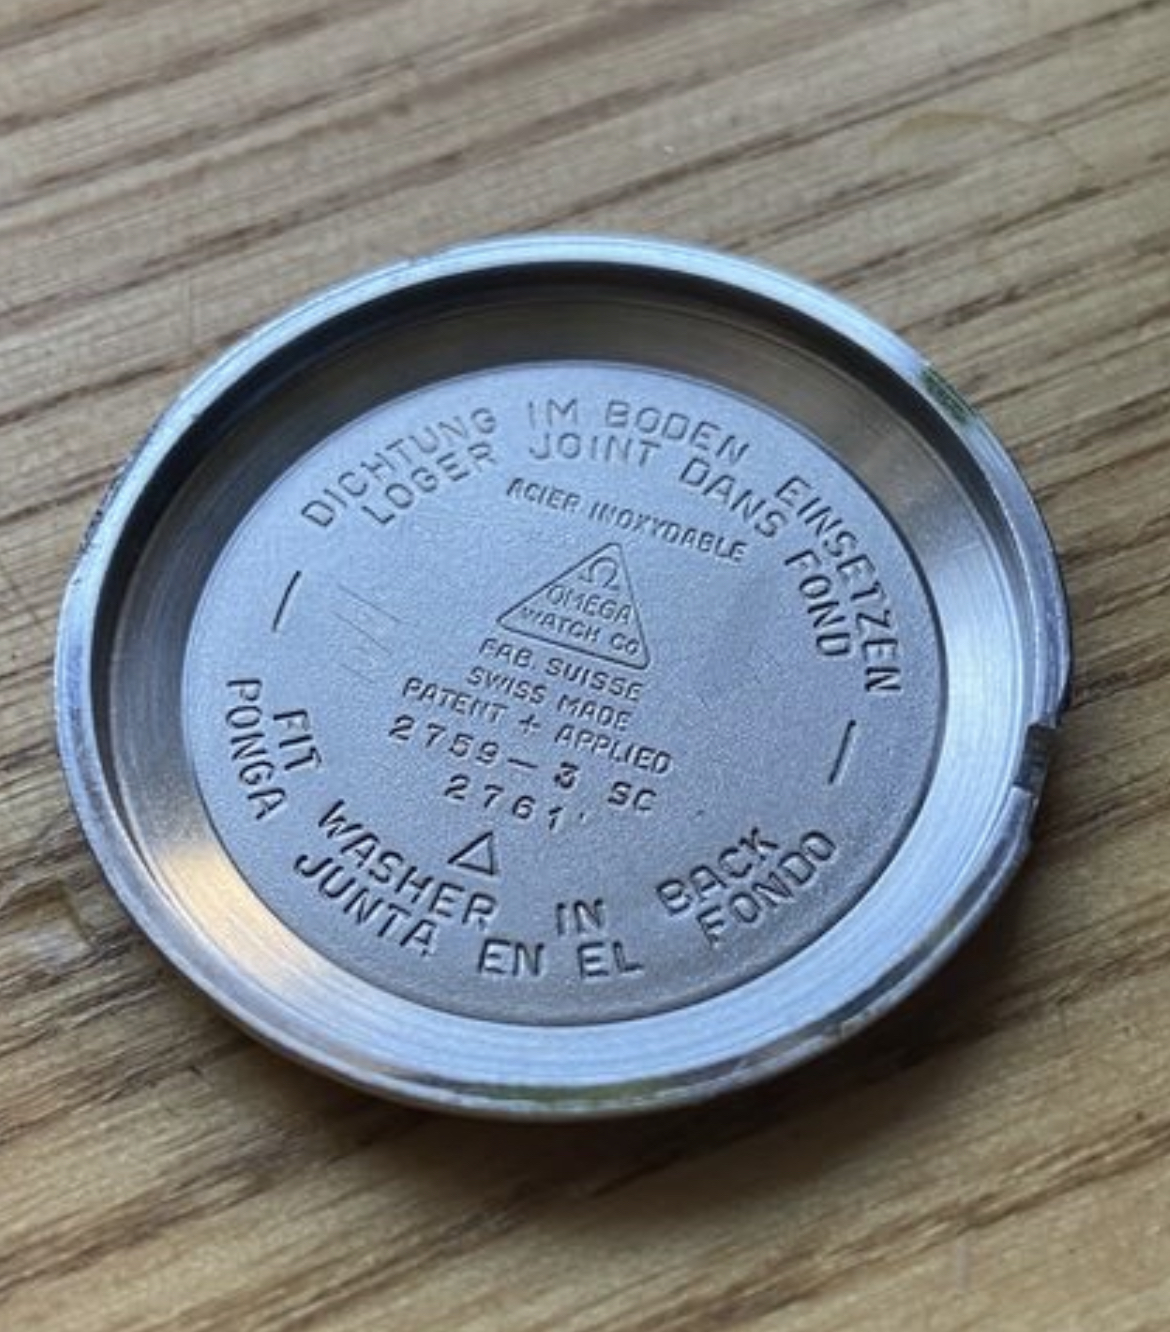 DICHTUNG IM BODEN EINSETZEN
LOGER JOINT DANS FOND
ACIER INOXYDABLE
Ω
OMEGA
WATCH CO
FAB. SUISSE
SWISS MADE
PATENT + APPLIED
2759–3 SC
2761
FIT WASHER IN BACK
PONGA JUNTA EN EL FONDO